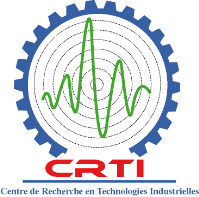 CRTI
Centre de Recherche en Technologies Industrielles